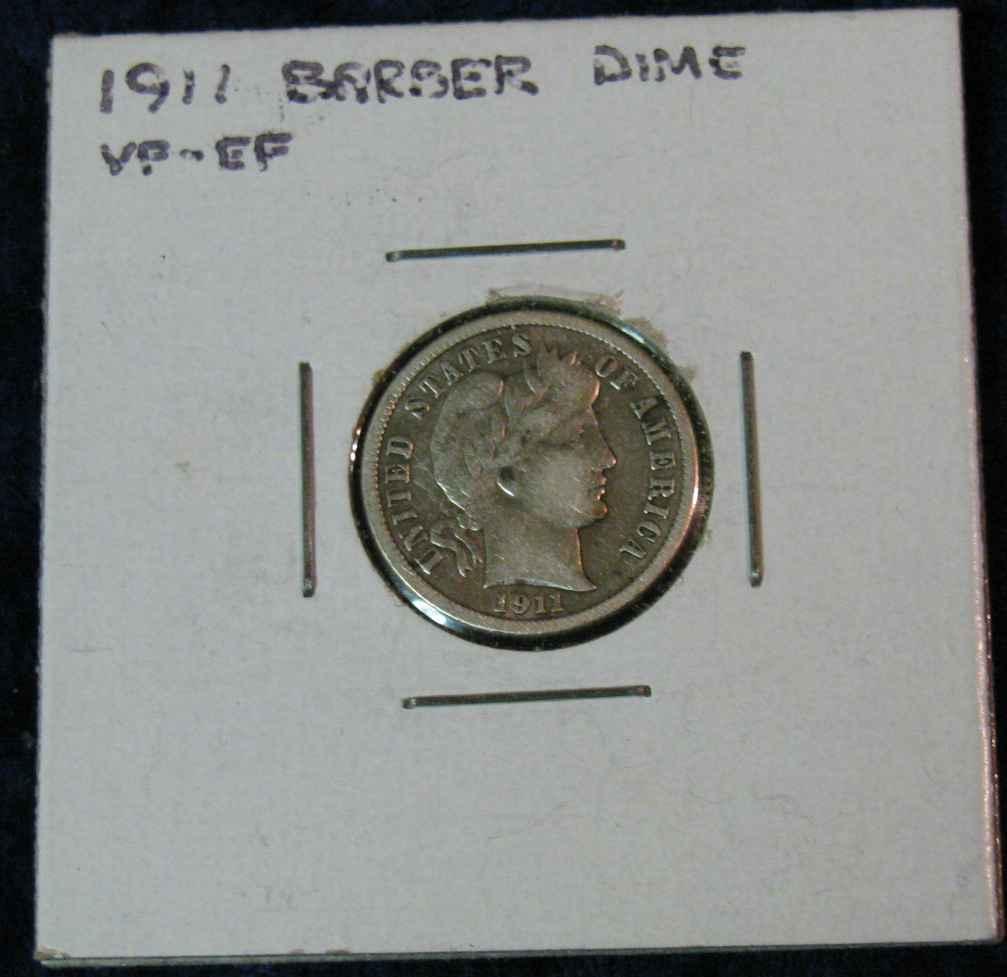 1911 BARBER DIME
VF-EF
UNITED STATES OF AMERICA
1911